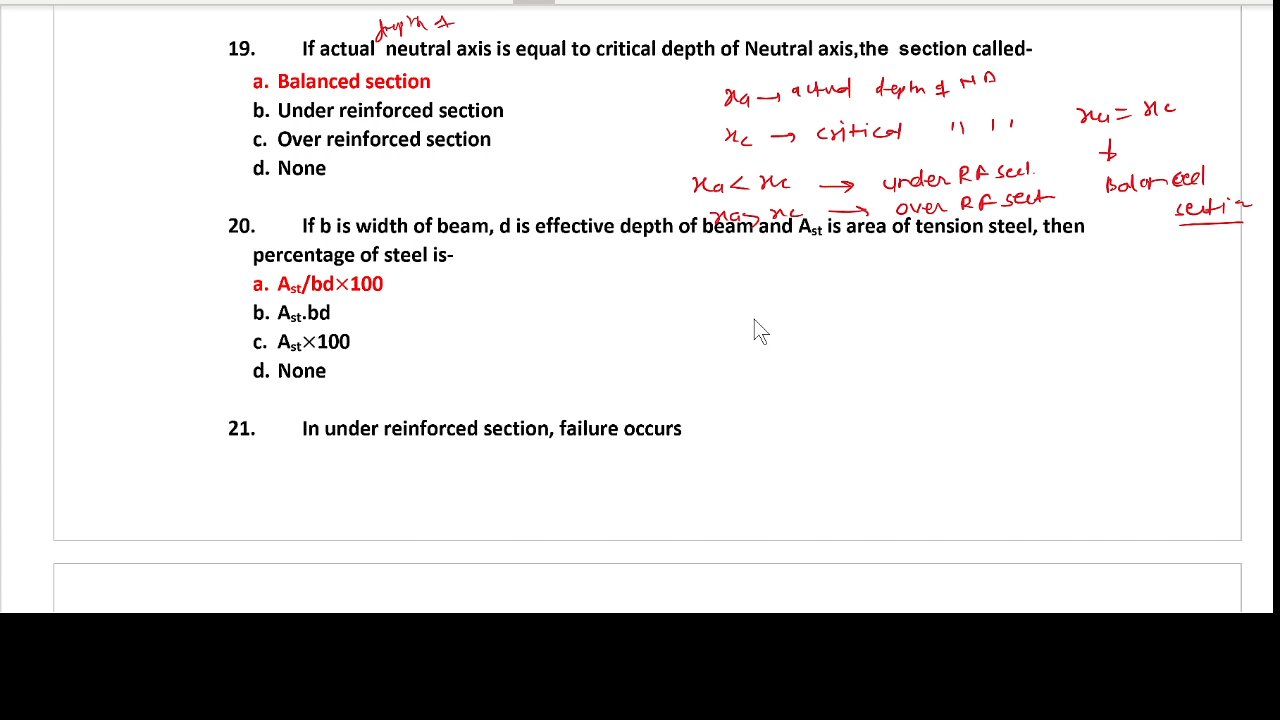 depth of
19. If actual neutral axis is equal to critical depth of Neutral axis,the section called-
a. Balanced section
b. Under reinforced section
c. Over reinforced section
d. None
xa → actual depth of NA
xc → critical " "
xa < xc → under RF sect.
xa > xc → over RF sect
xa = xc
↓
Balanced
section
20. If b is width of beam, d is effective depth of beam and Ast is area of tension steel, then
percentage of steel is-
a. Ast/bd×100
b. Ast.bd
c. Ast×100
d. None
21. In under reinforced section, failure occurs